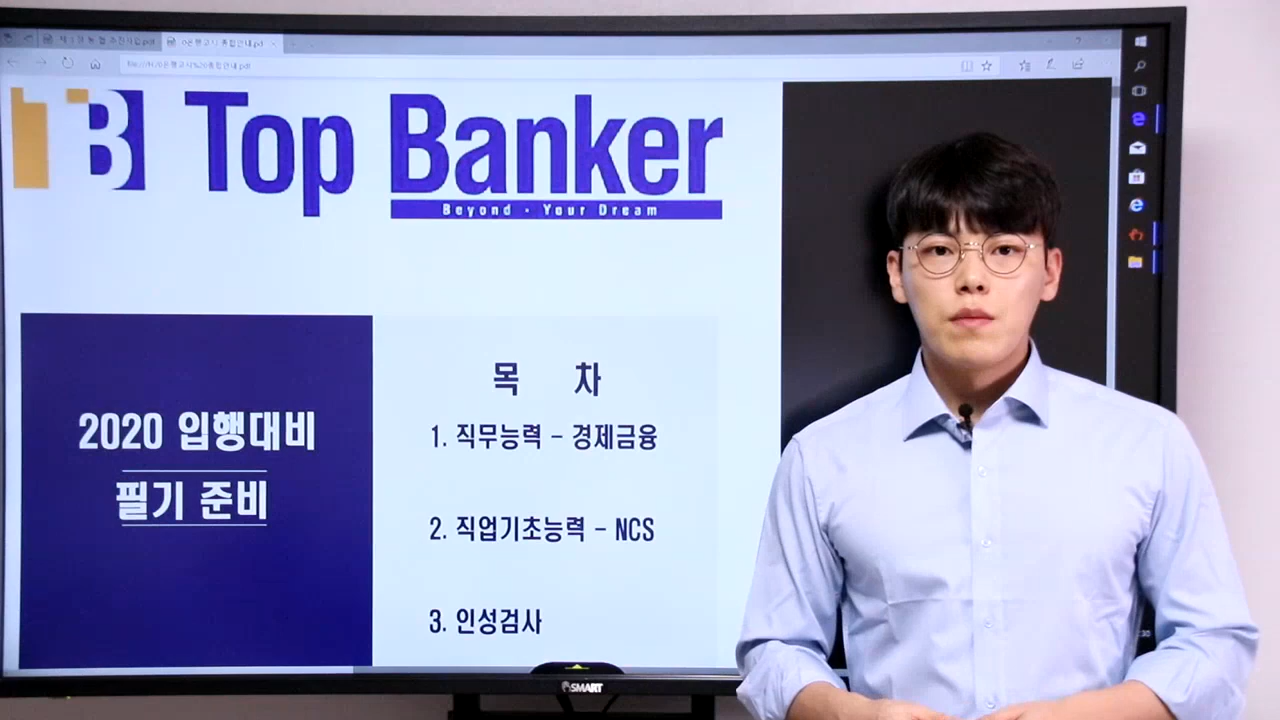 TB Top Banker
Beyond · Your Dream
2020 입행대비
필기 준비
목 차
1. 직무능력 - 경제금융
2. 직업기초능력 - NCS
3. 인성검사
SMART